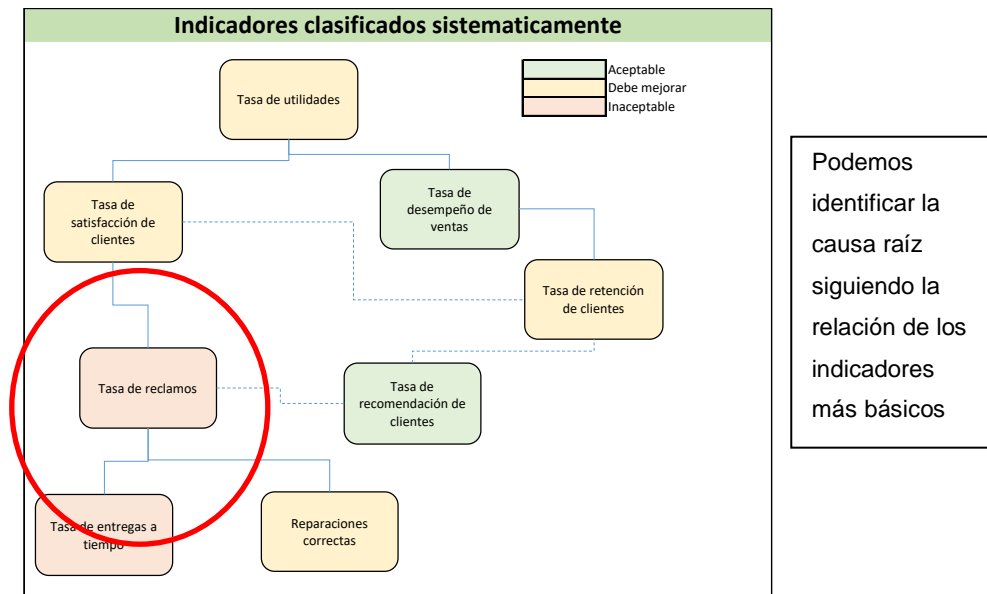 Indicadores clasificados sistematicamente
Tasa de utilidades
Aceptable
Debe mejorar
Inaceptable
Tasa de
satisfacción de
clientes
Tasa de
desempeño de
ventas
Tasa de retención
de clientes
Tasa de reclamos
Tasa de
recomendación de
clientes
Tasa de entregas a
tiempo
Reparaciones
correctas
Podemos
identificar la
causa raíz
siguiendo la
relación de los
indicadores
más básicos